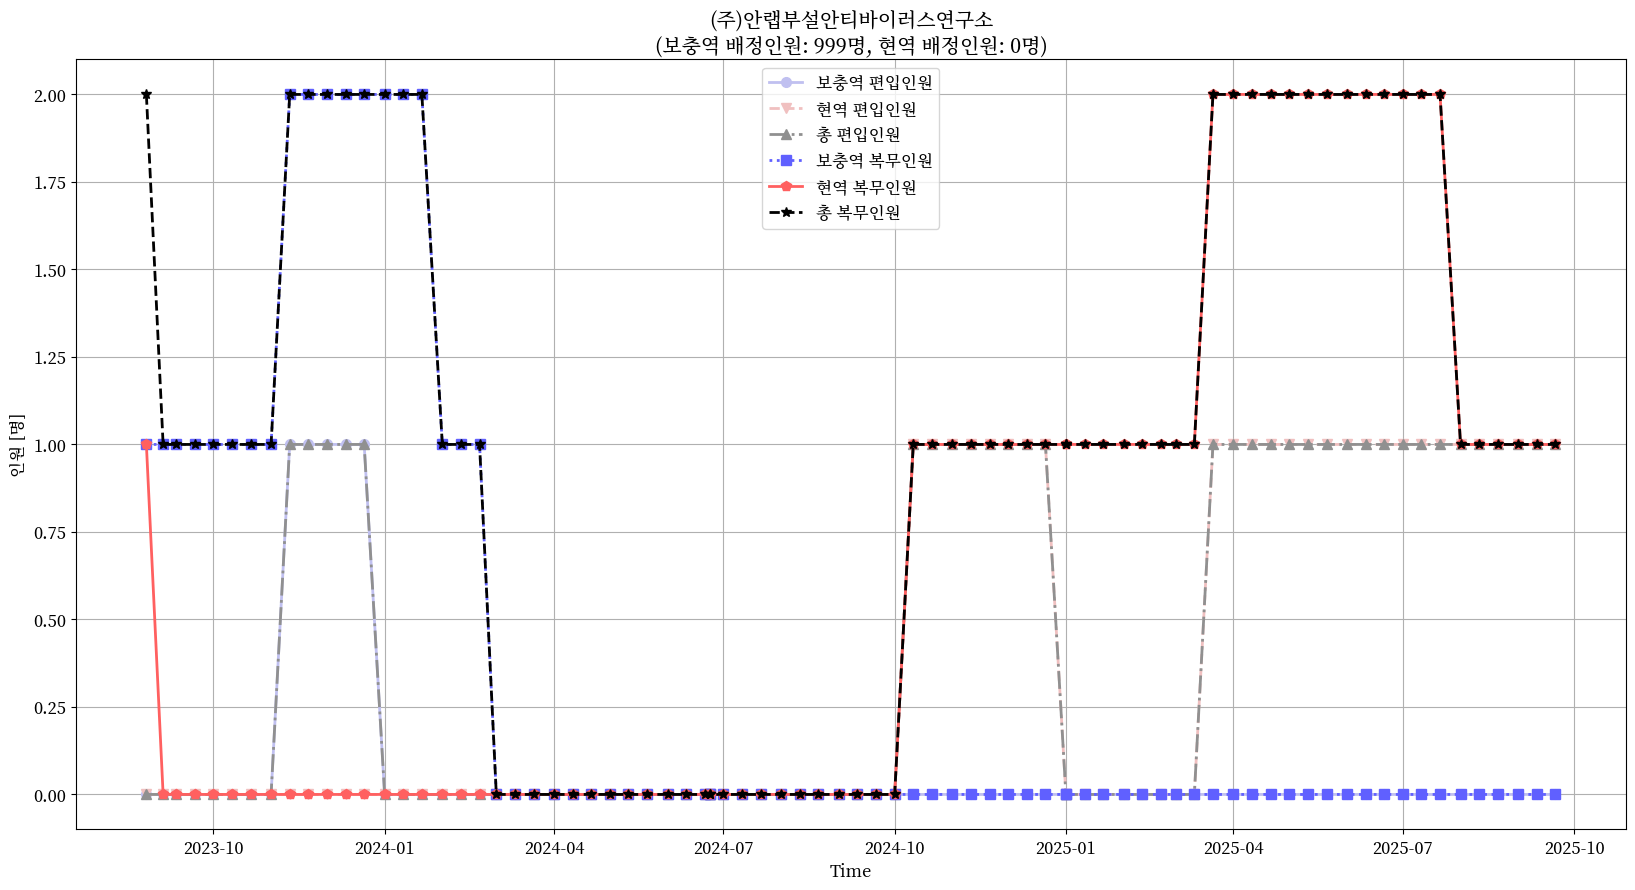 (주)안랩부설안티바이러스연구소
(보충역 배정인원: 999명, 현역 배정인원: 0명)
보충역 편입인원
현역 편입인원
총 편입인원
보충역 복무인원
현역 복무인원
총 복무인원
인원 [명]
2.00
1.75
1.50
1.25
1.00
0.75
0.50
0.25
0.00
2023-10
2024-01
2024-04
2024-07
2024-10
2025-01
2025-04
2025-07
2025-10
Time